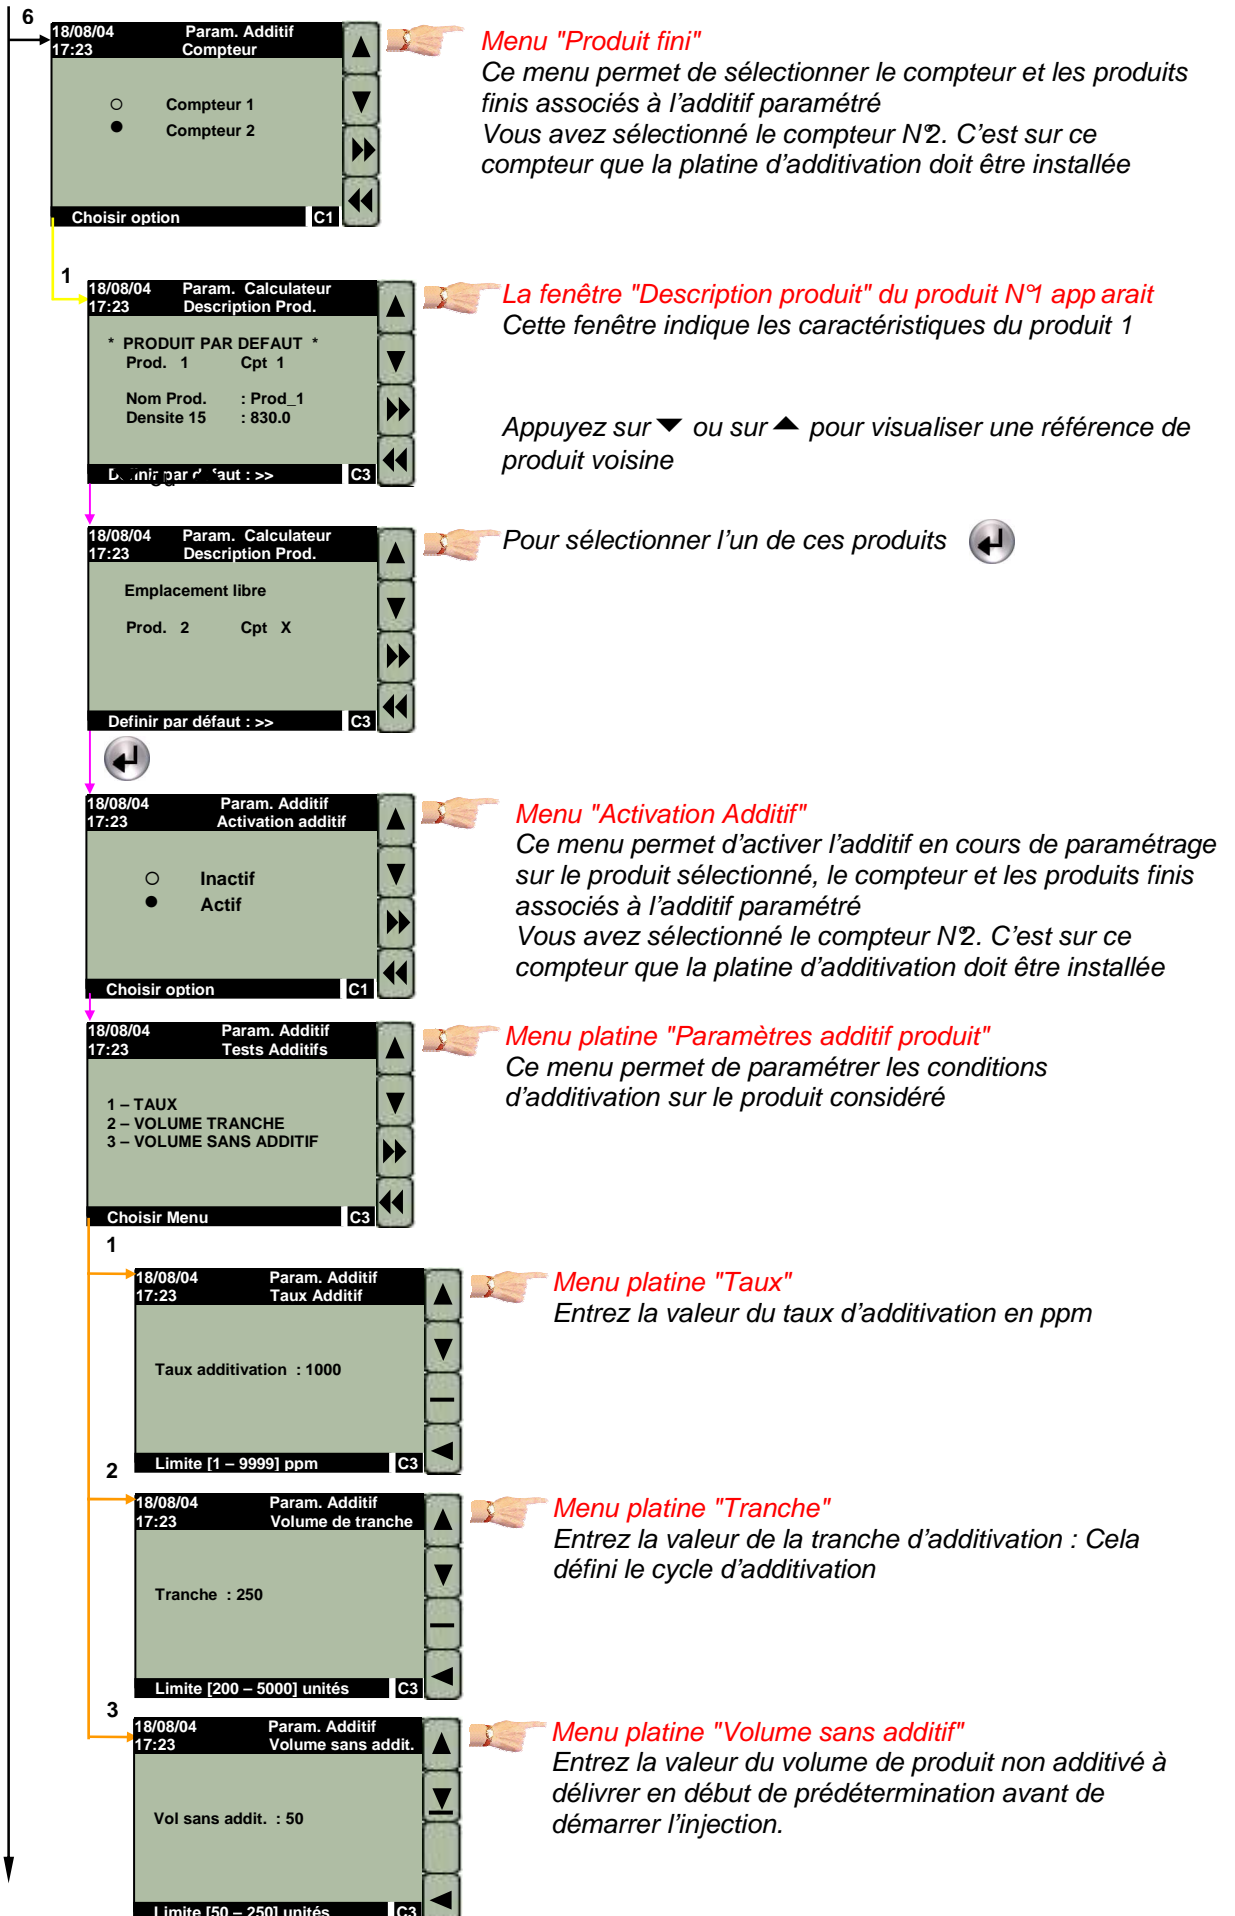 6
18/08/04 Param. Additif
17:23 Compteur
Compteur 1
Compteur 2
Choisir option C1
Menu "Produit fini"
Ce menu permet de sélectionner le compteur et les produits
finis associés à l'additif paramétré
Vous avez sélectionné le compteur N°2. C'est sur ce
compteur que la platine d'additivation doit être installée
1
18/08/04 Param. Calculateur
17:23 Description Prod.
* PRODUIT PAR DEFAUT *
Prod. 1 Cpt 1
Nom Prod. : Prod_1
Densite 15 : 830.0
Definir par défaut : >> C3
ou
La fenêtre "Description produit" du produit N°1 app arait
Cette fenêtre indique les caractéristiques du produit 1
Appuyez sur ▼ ou sur ▲ pour visualiser une référence de
produit voisine
18/08/04 Param. Calculateur
17:23 Description Prod.
Emplacement libre
Prod. 2 Cpt X
Definir par défaut : >> C3
Pour sélectionner l'un de ces produits
18/08/04 Param. Additif
17:23 Activation additif
Inactif
Actif
Choisir option C1
Menu "Activation Additif"
Ce menu permet d'activer l'additif en cours de paramétrage
sur le produit sélectionné, le compteur et les produits finis
associés à l'additif paramétré
Vous avez sélectionné le compteur N°2. C'est sur ce
compteur que la platine d'additivation doit être installée
18/08/04 Param. Additif
17:23 Tests Additifs
1 – TAUX
2 – VOLUME TRANCHE
3 – VOLUME SANS ADDITIF
Choisir Menu C3
Menu platine "Paramètres additif produit"
Ce menu permet de paramétrer les conditions
d'additivation sur le produit considéré
1
18/08/04 Param. Additif
17:23 Taux Additif
Taux additivation : 1000
Limite [1 – 9999] ppm C3
Menu platine "Taux"
Entrez la valeur du taux d'additivation en ppm
2
18/08/04 Param. Additif
17:23 Volume de tranche
Tranche : 250
Limite [200 – 5000] unités C3
Menu platine "Tranche"
Entrez la valeur de la tranche d'additivation : Cela
défini le cycle d'additivation
3
18/08/04 Param. Additif
17:23 Volume sans addit.
Vol sans addit. : 50
Limite [50 – 250] unités C3
Menu platine "Volume sans additif"
Entrez la valeur du volume de produit non additivé à
délivrer en début de prédétermination avant de
démarrer l'injection.